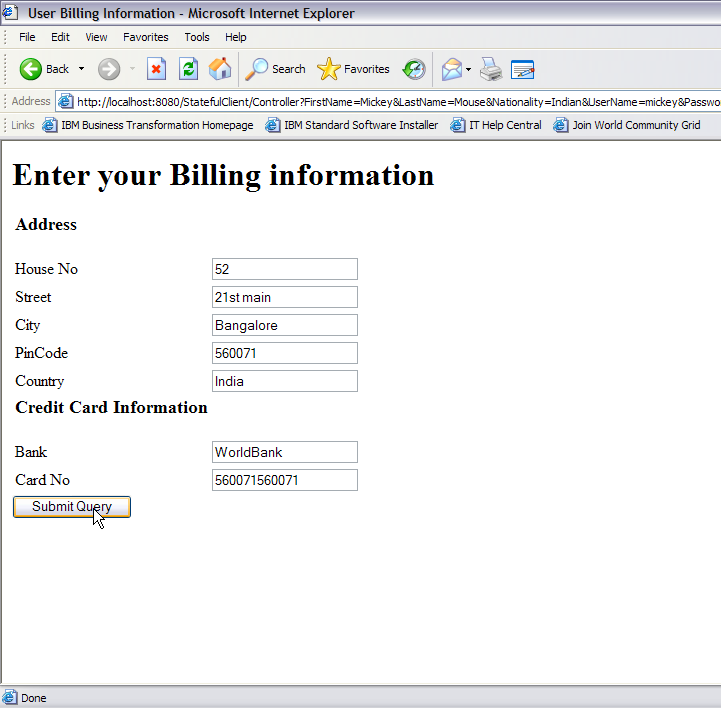 User Billing Information - Microsoft Internet Explorer
File Edit View Favorites Tools Help
Back Search Favorites
Address http://localhost:8080/StatefulClient/Controller?FirstName=Mickey&LastName=Mouse&Nationality=Indian&UserName=mickey&Passwo
Links IBM Business Transformation Homepage IBM Standard Software Installer IT Help Central Join World Community Grid
Enter your Billing information
Address
House No 52
Street 21st main
City Bangalore
PinCode 560071
Country India
Credit Card Information
Bank WorldBank
Card No 560071560071
Submit Query
Done